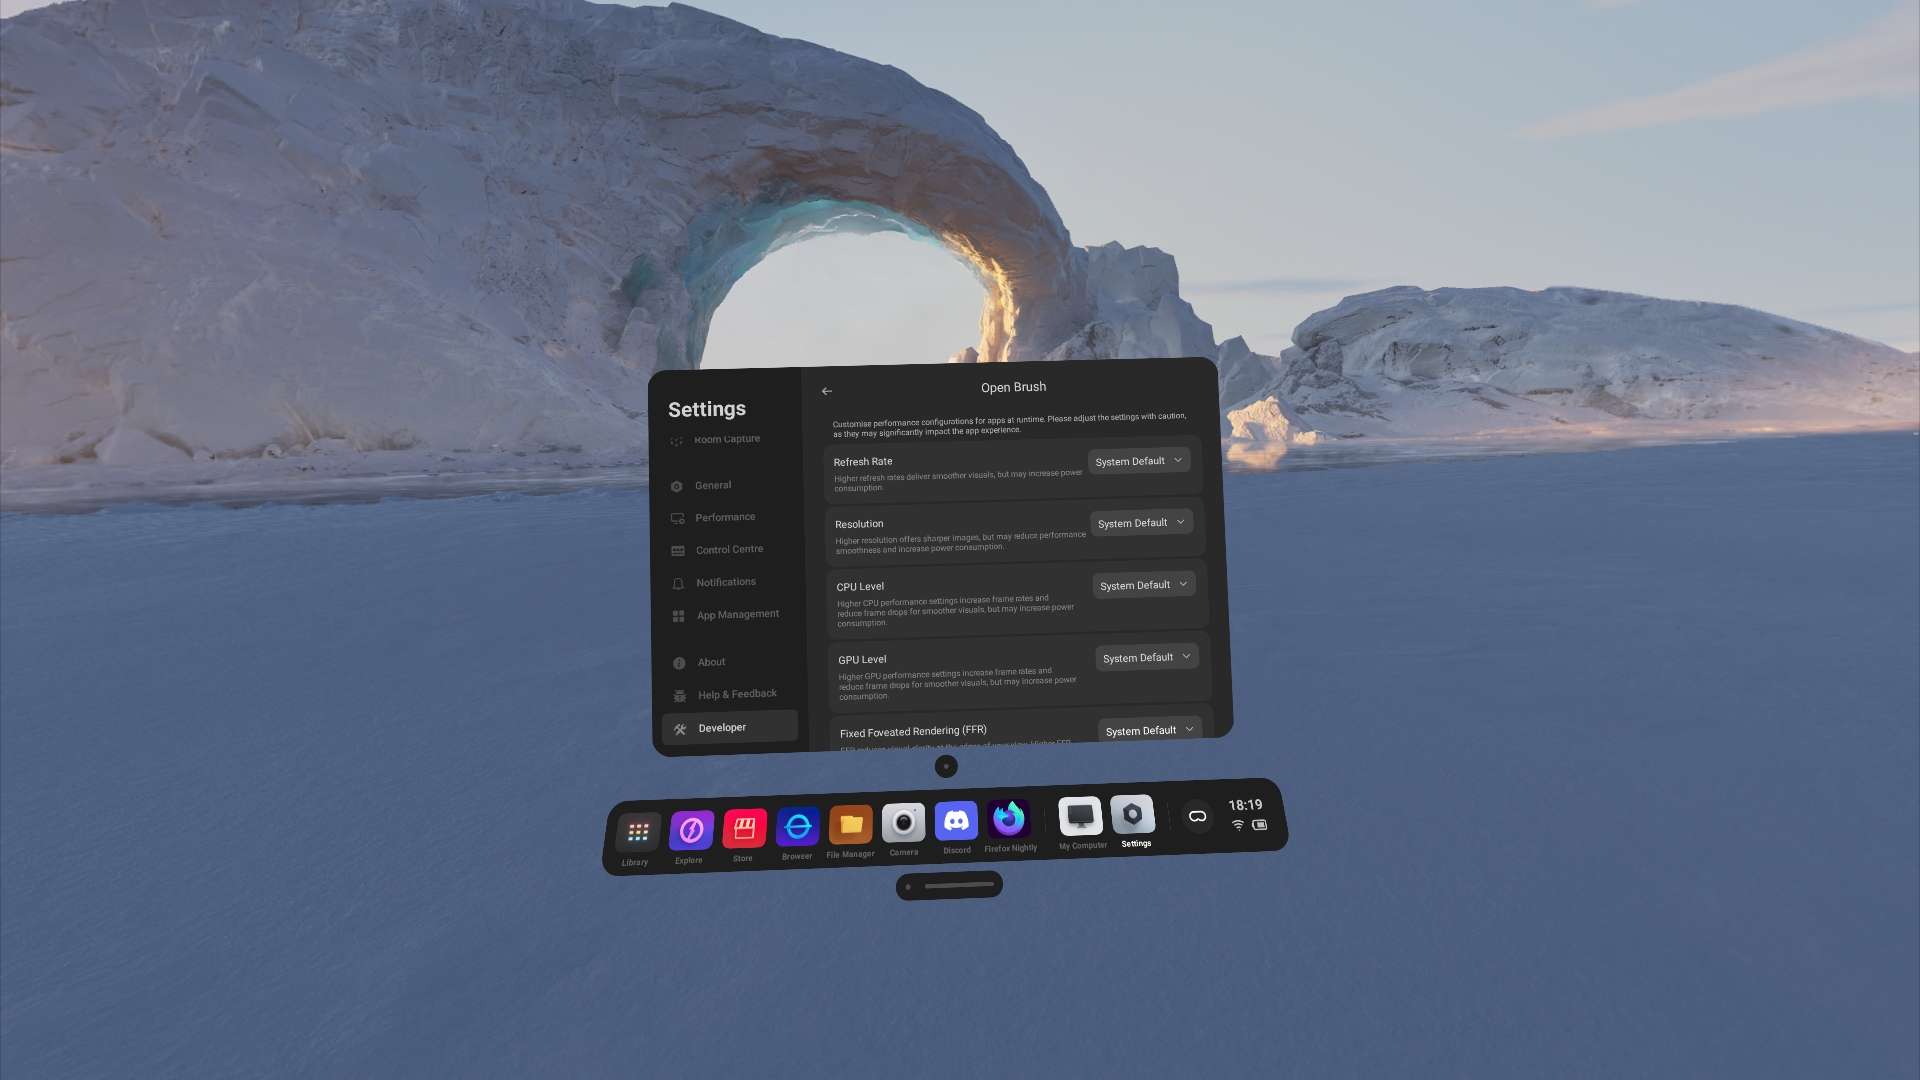 Settings
Room Capture
General
Performance
Control Centre
Notifications
App Management
About
Help & Feedback
Developer
Open Brush
Customise performance configurations for apps at runtime. Please adjust the settings with caution,
as they may significantly impact the app experience.
Refresh Rate
System Default
Higher refresh rates deliver smoother visuals, but may increase power
consumption.
Resolution
System Default
Higher resolution offers sharper images, but may reduce performance
smoothness and increase power consumption.
CPU Level
System Default
Higher CPU performance settings increase frame rates and
reduce frame drops for smoother visuals, but may increase power
consumption.
GPU Level
System Default
Higher GPU performance settings increase frame rates and
reduce frame drops for smoother visuals, but may increase power
consumption.
Fixed Foveated Rendering (FFR)
System Default
Library
Explore
Store
Browser
File Manager
Camera
Discord
Firefox Nightly
My Computer
Settings
18:19